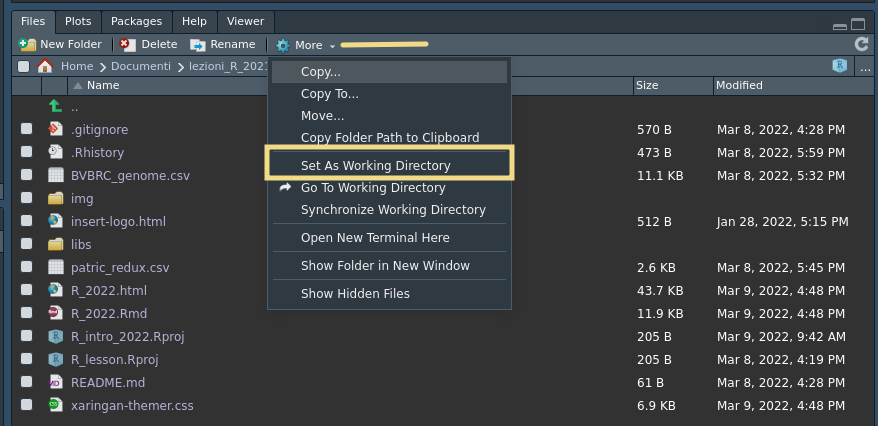 Files Plots Packages Help Viewer
New Folder Delete Rename More
Home Documenti lezioni_R_202 ...
Name Size Modified
Copy...
Copy To...
Move...
Copy Folder Path to Clipboard
Set As Working Directory
Go To Working Directory
Synchronize Working Directory
Open New Terminal Here
Show Folder in New Window
Show Hidden Files
..
.gitignore 570 B Mar 8, 2022, 4:28 PM
.Rhistory 473 B Mar 8, 2022, 5:59 PM
BVBRC_genome.csv 11.1 KB Mar 8, 2022, 5:32 PM
img
insert-logo.html 512 B Jan 28, 2022, 5:15 PM
libs
patric_redux.csv 2.6 KB Mar 8, 2022, 5:45 PM
R_2022.html 43.7 KB Mar 9, 2022, 4:48 PM
R_2022.Rmd 11.9 KB Mar 9, 2022, 4:48 PM
R_intro_2022.Rproj 205 B Mar 9, 2022, 9:42 AM
R_lesson.Rproj 205 B Mar 8, 2022, 4:19 PM
README.md 61 B Mar 8, 2022, 4:28 PM
xaringan-themer.css 6.9 KB Mar 9, 2022, 4:48 PM